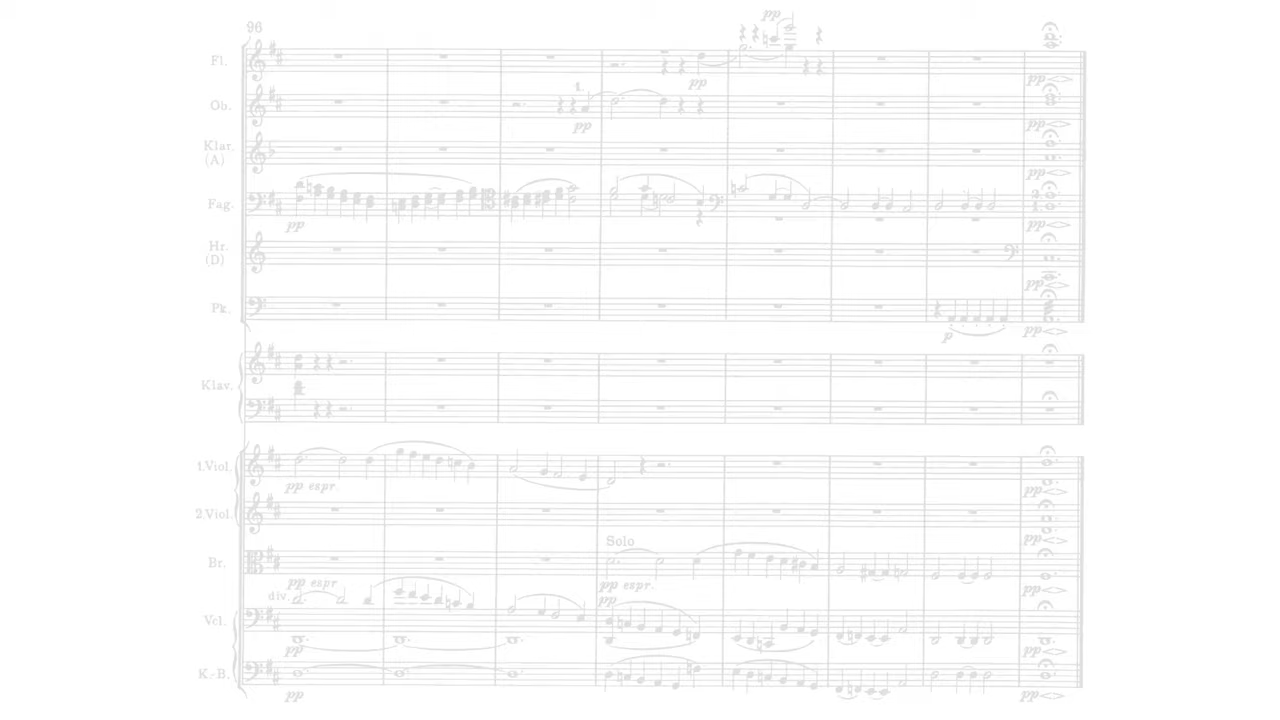 96
pp
Fl.
pp
pp
1.
Ob.
pp
pp
Klar.
(A)
pp
Fag.
2.
1.
pp
pp
Hr.
(D)
pp
Pk.
p
pp
Klav.
1.Viol.
pp espr.
pp
2.Viol.
pp
Solo
Br.
pp espr
pp espr.
pp
div.
pp
Vcl.
pp
pp
K.-B.
pp
pp